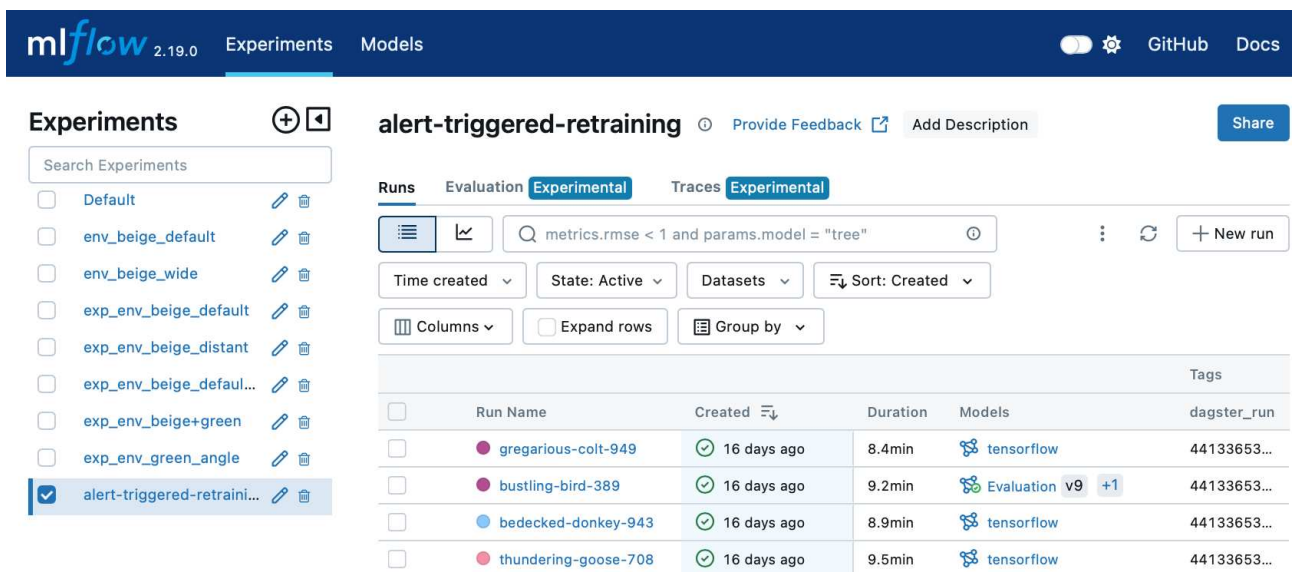 mlflow 2.19.0 Experiments Models GitHub Docs
Experiments
Search Experiments
Default
env_beige_default
env_beige_wide
exp_env_beige_default
exp_env_beige_distant
exp_env_beige_defaul...
exp_env_beige+green
exp_env_green_angle
alert-triggered-retraini...
alert-triggered-retraining Provide Feedback Add Description Share
Runs Evaluation Experimental Traces Experimental
metrics.rmse < 1 and params.model = "tree" + New run
Time created State: Active Datasets Sort: Created
Columns Expand rows Group by
Tags
Run Name Created Duration Models dagster_run
gregarious-colt-949 16 days ago 8.4min tensorflow 44133653...
bustling-bird-389 16 days ago 9.2min Evaluation v9 +1 44133653...
bedecked-donkey-943 16 days ago 8.9min tensorflow 44133653...
thundering-goose-708 16 days ago 9.5min tensorflow 44133653...